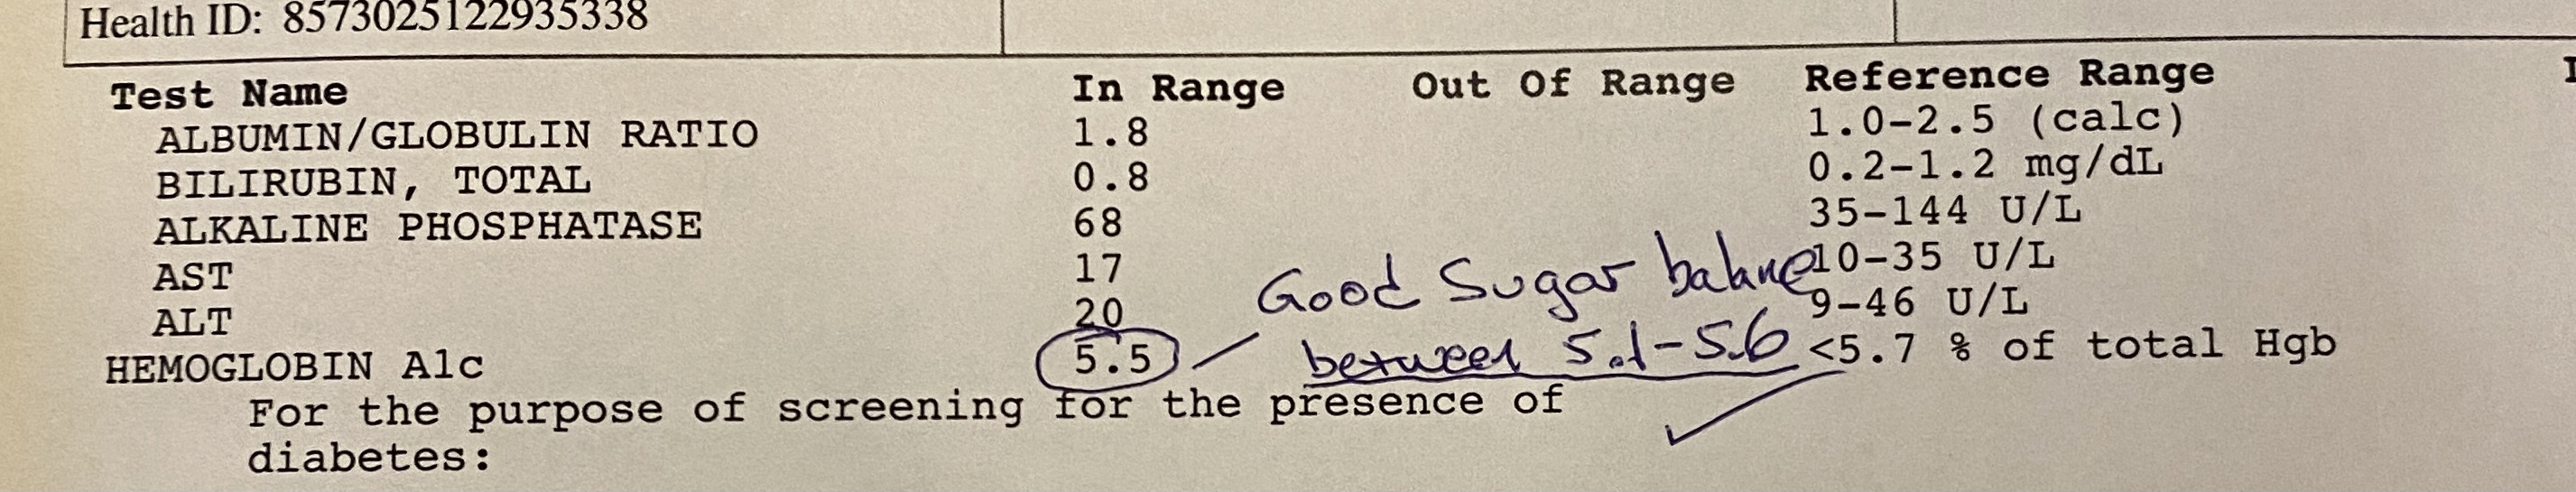 Health ID: 8573025122935338
Test Name In Range Out Of Range Reference Range
ALBUMIN/GLOBULIN RATIO 1.8 1.0-2.5 (calc)
BILIRUBIN, TOTAL 0.8 0.2-1.2 mg/dL
ALKALINE PHOSPHATASE 68 35-144 U/L
AST 17 10-35 U/L
Good Sugar balance
ALT 20 9-46 U/L
HEMOGLOBIN A1c 5.5 between 5.1-5.6 <5.7 % of total Hgb
For the purpose of screening for the presence of
diabetes: